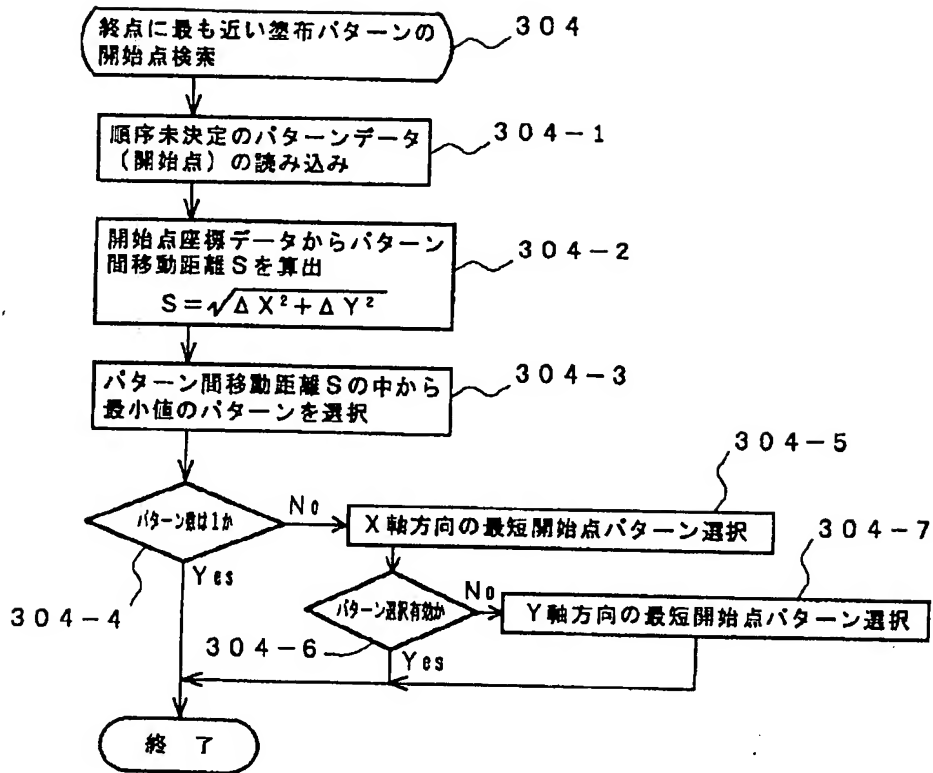 終点に最も近い塗布パターンの
開始点検索
304
順序未決定のパターンデータ
(開始点)の読み込み
304-1
開始点座標データからパターン
間移動距離Sを算出
S=√ΔX²+ΔY²
304-2
パターン間移動距離Sの中から
最小値のパターンを選択
304-3
パターン数は1か
No
Yes
304-4
X軸方向の最短開始点パターン選択
304-5
パターン選択有効か
No
Yes
304-6
Y軸方向の最短開始点パターン選択
304-7
終了